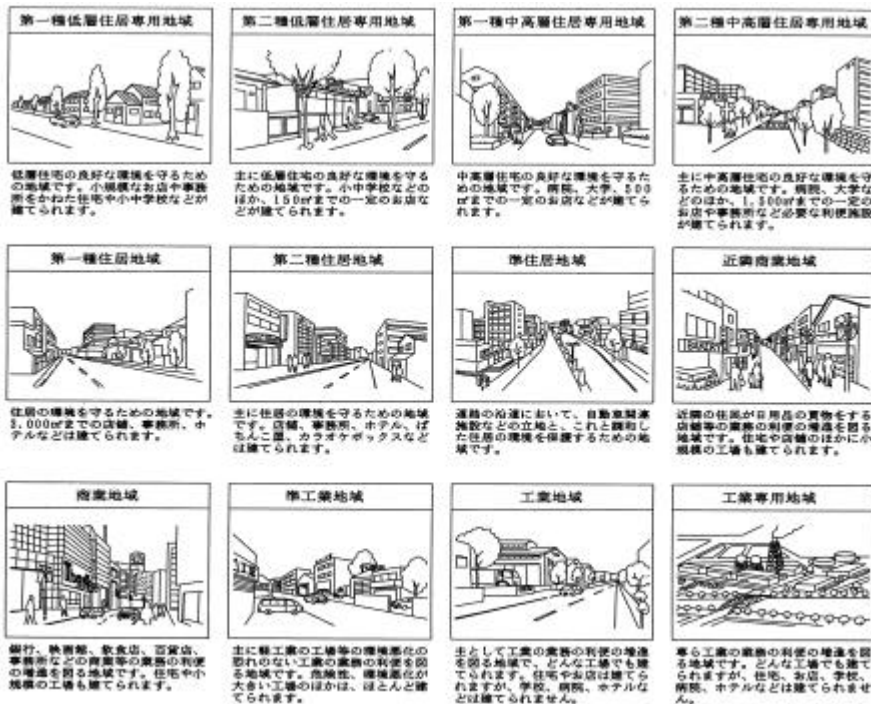 第一種低層住居専用地域
低層住宅の良好な環境を守るため
の地域です。小規模なお店や事務
所をかねた住宅や小中学校などが
建てられます。
第二種低層住居専用地域
主に低層住宅の良好な環境を守る
ための地域です。小中学校などの
ほか、150㎡までの一定のお店な
どが建てられます。
第一種中高層住居専用地域
中高層住宅の良好な環境を守るた
めの地域です。病院、大学、500
㎡までの一定のお店などが建てら
れます。
第二種中高層住居専用地域
主に中高層住宅の良好な環境を守
るための地域です。病院、大学な
どのほか、1,500㎡までの一定の
お店や事務所など必要な利便施設
が建てられます。
第一種住居地域
住居の環境を守るための地域です。
3,000㎡までの店舗、事務所、ホ
テルなどは建てられます。
第二種住居地域
主に住居の環境を守るための地域
です。店舗、事務所、ホテル、ぱ
ちんこ屋、カラオケボックスなど
は建てられます。
準住居地域
道路の沿道において、自動車関連
施設などの立地と、これと調和し
た住居の環境を保護するための地
域です。
近隣商業地域
BAKERY
近隣の住民が日用品の買物をする
店舗等の業務の利便の増進を図る
地域です。住宅や店舗のほかに小
規模の工場も建てられます。
商業地域
銀行、映画館、飲食店、百貨店、
事務所などの商業等の業務の利便
の増進を図る地域です。住宅や小
規模の工場も建てられます。
準工業地域
主に軽工業の工場等の環境悪化の
恐れのない工業の業務の利便を図
る地域です。危険性、環境悪化が
大きい工場のほかは、ほとんど建
てられます。
工業地域
主として工業の業務の利便の増進
を図る地域で、どんな工場でも建
てられます。住宅やお店は建てら
れますが、学校、病院、ホテルな
どは建てられません。
工業専用地域
専ら工業の業務の利便の増進を図
る地域です。どんな工場でも建て
られますが、住宅、お店、学校、
病院、ホテルなどは建てられませ
ん。